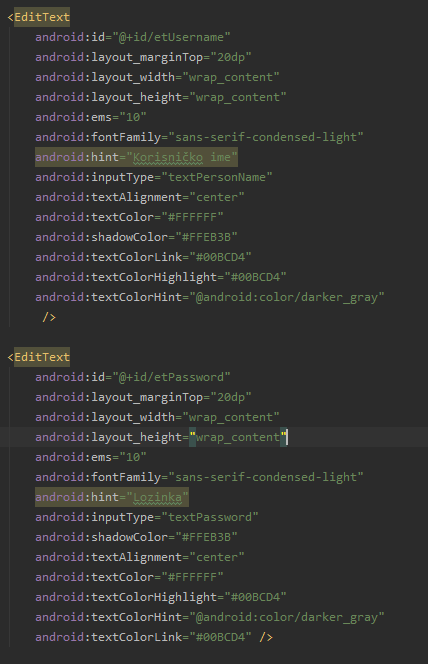 <EditText
android:id="@+id/etUsername"
android:layout_marginTop="20dp"
android:layout_width="wrap_content"
android:layout_height="wrap_content"
android:ems="10"
android:fontFamily="sans-serif-condensed-light"
android:hint="Korisničko ime"
android:inputType="textPersonName"
android:textAlignment="center"
android:textColor="#FFFFFF"
android:shadowColor="#FFEB3B"
android:textColorLink="#00BCD4"
android:textColorHighlight="#00BCD4"
android:textColorHint="@android:color/darker_gray"
/>
<EditText
android:id="@+id/etPassword"
android:layout_marginTop="20dp"
android:layout_width="wrap_content"
android:layout_height="wrap_content"
android:ems="10"
android:fontFamily="sans-serif-condensed-light"
android:hint="Lozinka"
android:inputType="textPassword"
android:shadowColor="#FFEB3B"
android:textAlignment="center"
android:textColor="#FFFFFF"
android:textColorHighlight="#00BCD4"
android:textColorHint="@android:color/darker_gray"
android:textColorLink="#00BCD4" />